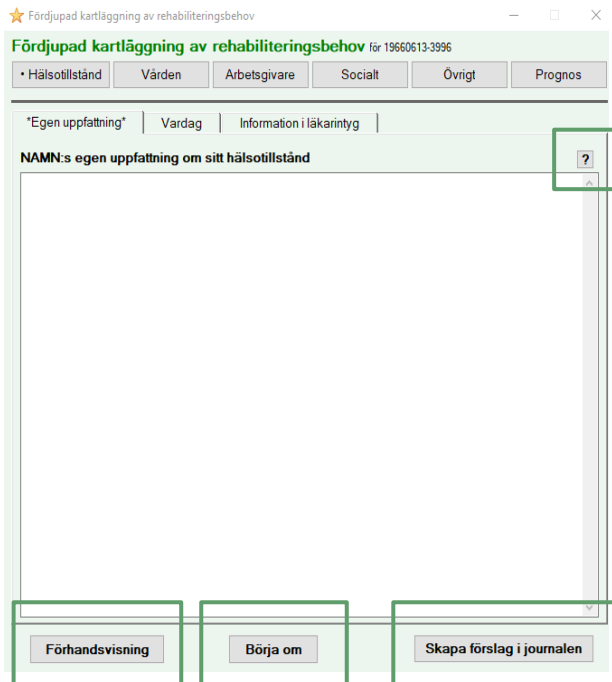 Fördjupad kartläggning av rehabiliteringsbehov
Fördjupad kartläggning av rehabiliteringsbehov för 19660613-3996
• Hälsotillstånd Vården Arbetsgivare Socialt Övrigt Prognos
*Egen uppfattning* Vardag Information i läkarintyg
NAMN:s egen uppfattning om sitt hälsotillstånd ?
Förhandsvisning Börja om Skapa förslag i journalen